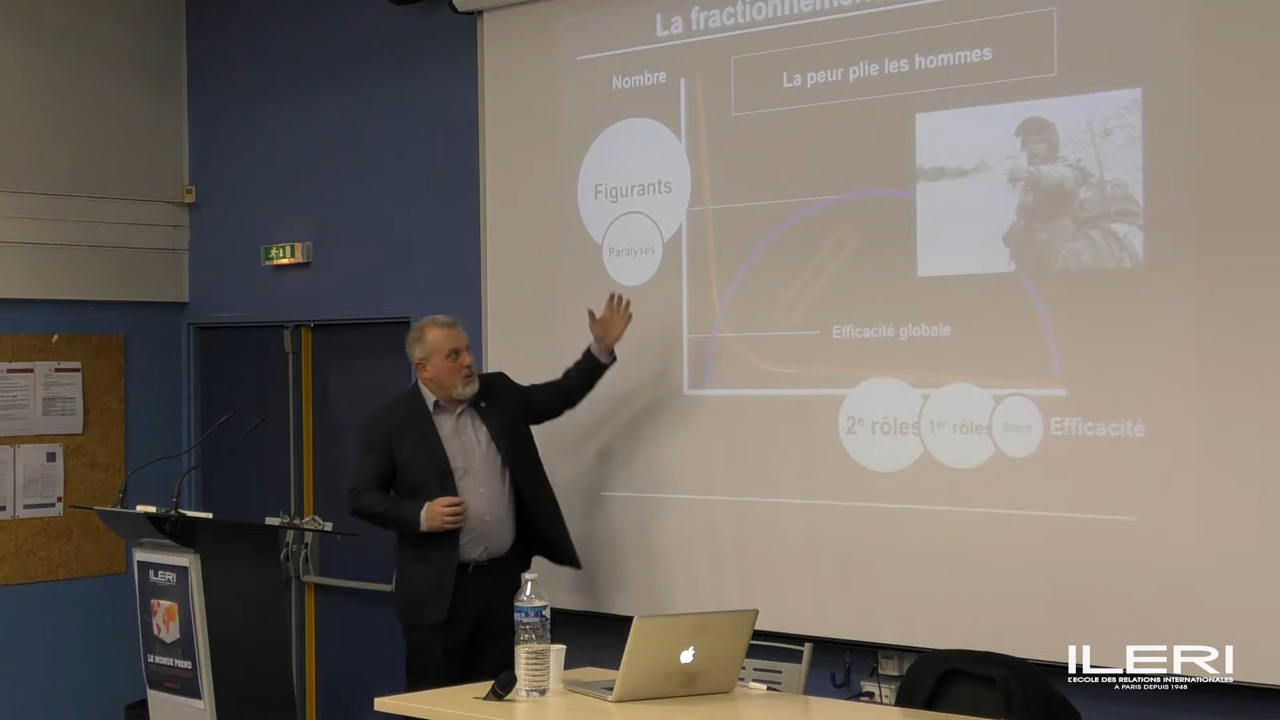 La fractionnement
La peur plie les hommes
Nombre
Figurants
Paralysés
Efficacité globale
2e rôles
1er rôles
Stars
Efficacité
ILERI
LE MONDE PREND
ILERI
L'ECOLE DES RELATIONS INTERNATIONALES
A PARIS DEPUIS 1948